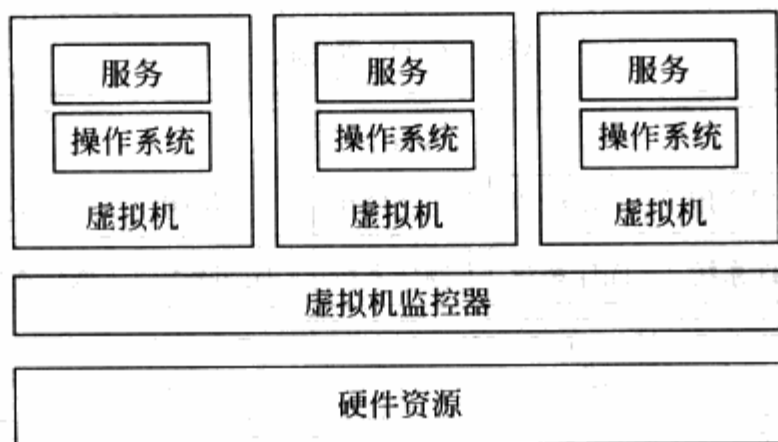 服务 服务 服务
操作系统 操作系统 操作系统
虚拟机 虚拟机 虚拟机
虚拟机监控器
硬件资源